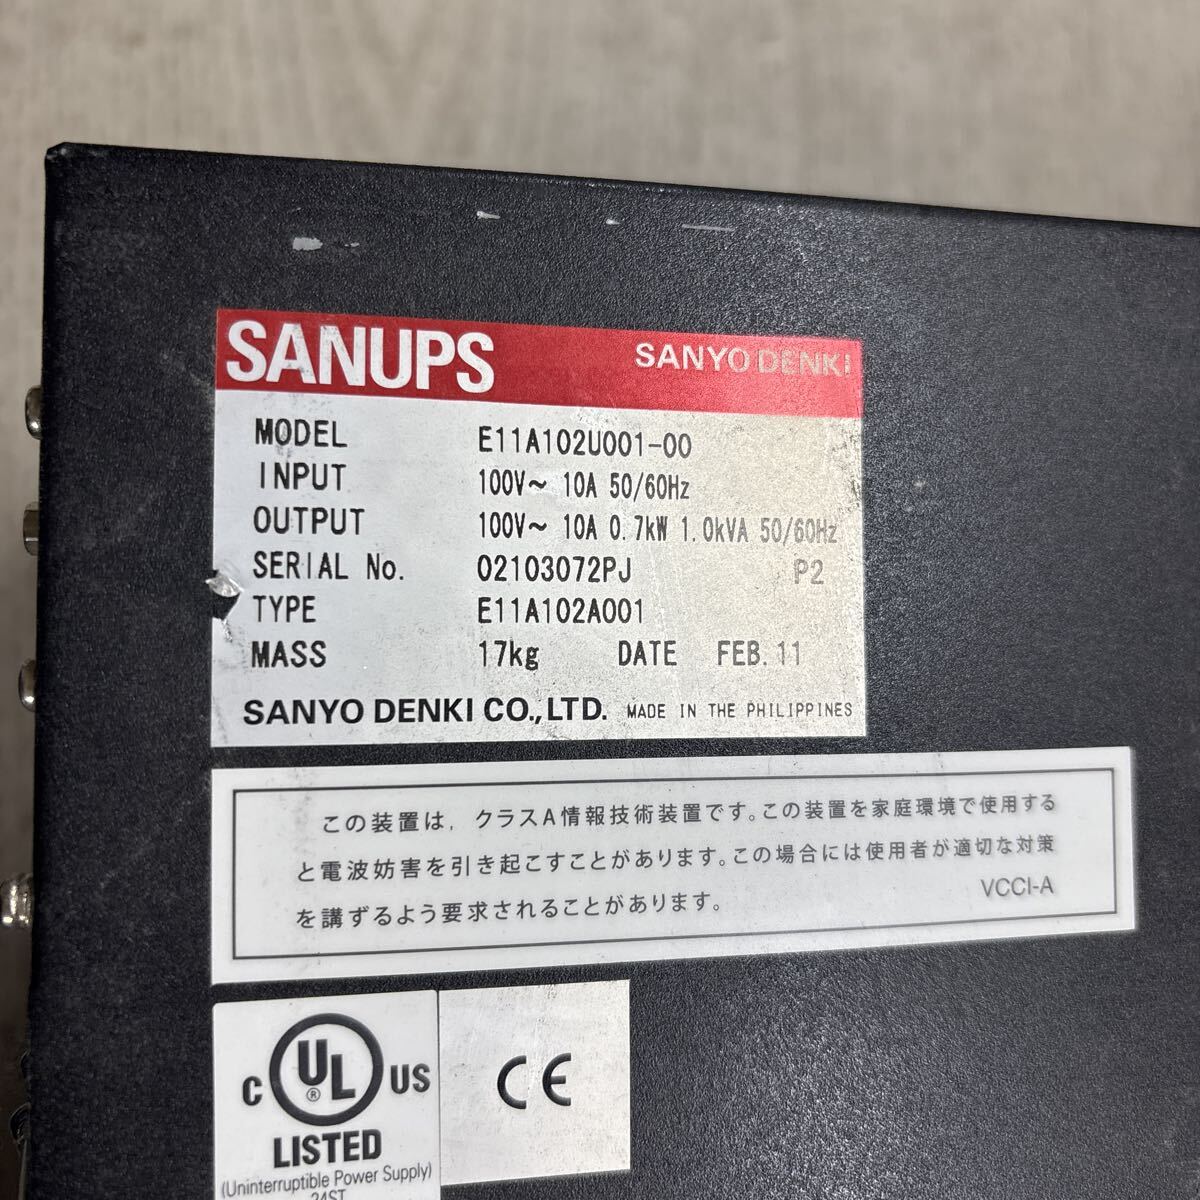 SANUPS SANYO DENKI
MODEL E11A102U001-00
INPUT 100V~ 10A 50/60Hz
OUTPUT 100V~ 10A 0.7kW 1.0kVA 50/60Hz
SERIAL No. 02103072PJ P2
TYPE E11A102A001
MASS 17kg DATE FEB. 11
SANYO DENKI CO., LTD. MADE IN THE PHILIPPINES
この装置は, クラスA情報技術装置です。この装置を家庭環境で使用する
と電波妨害を引き起こすことがあります。この場合には使用者が適切な対策
を講ずるよう要求されることがあります。 VCCI-A
C UL ® US
LISTED
(Uninterruptible Power Supply)
24ST
CE